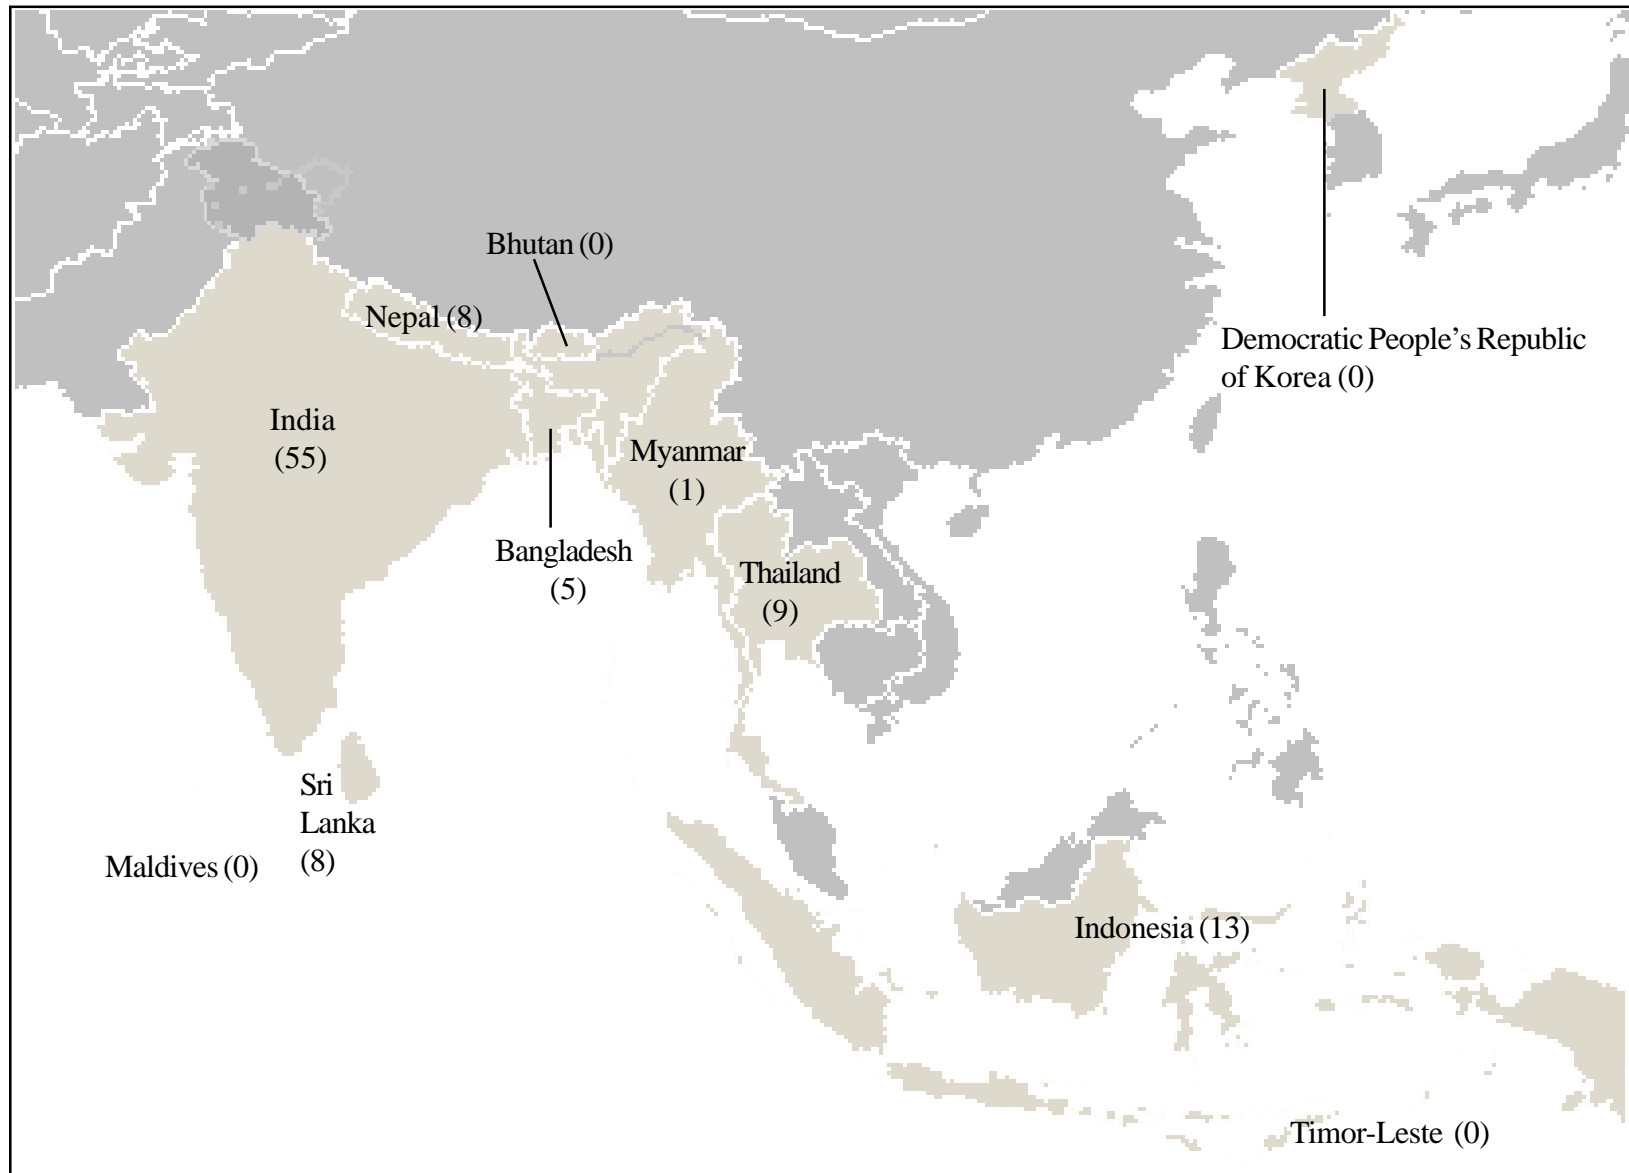 Bhutan (0)
Nepal (8)
Democratic People’s Republic
of Korea (0)
India
(55)
Myanmar
(1)
Bangladesh
(5)
Thailand
(9)
Sri
Lanka
(8)
Maldives (0)
Indonesia (13)
Timor-Leste (0)